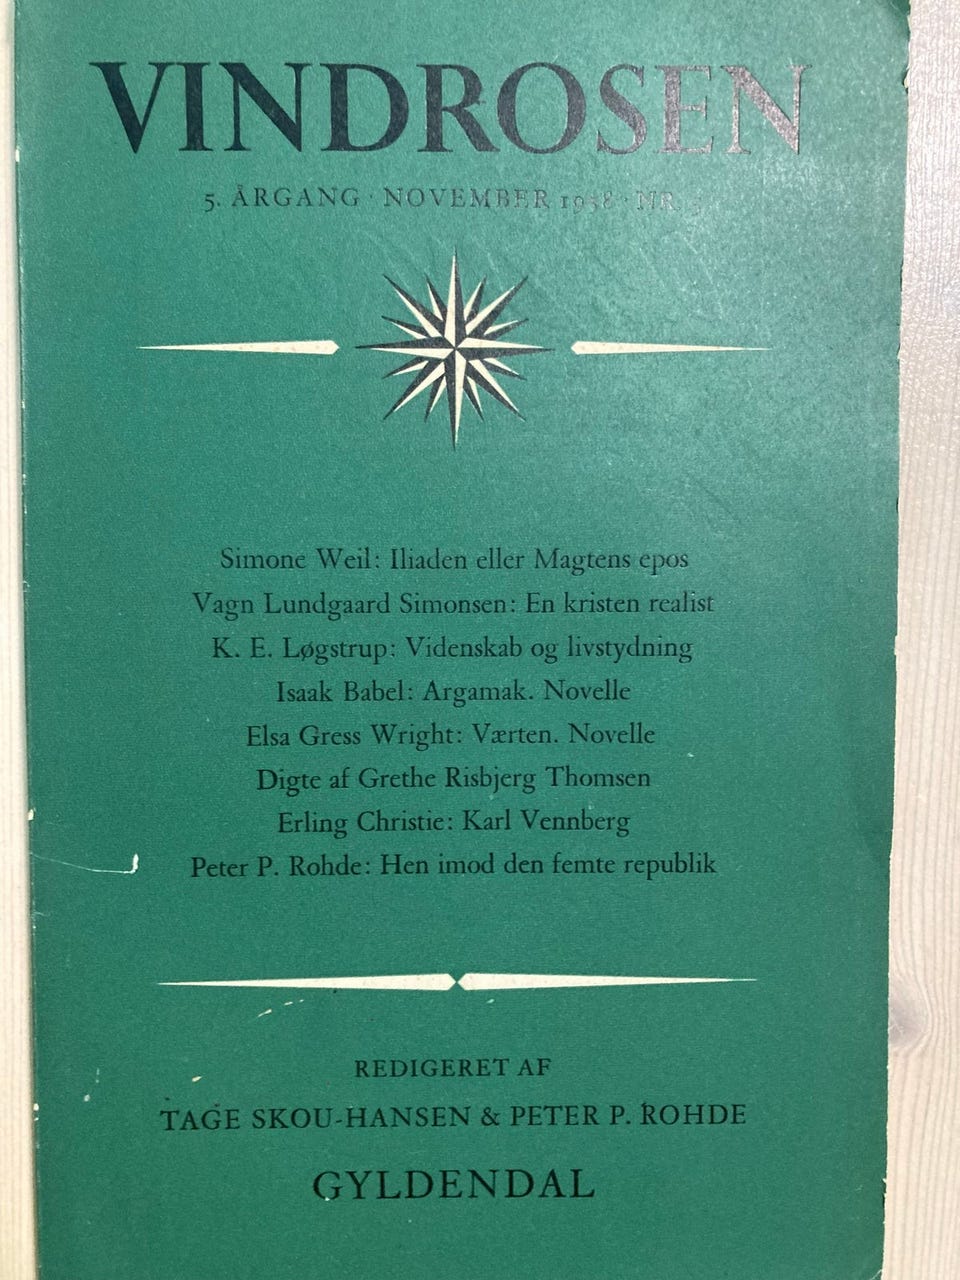 VINDROSEN
5. ÅRGANG · NOVEMBER 1958 · NR.
Simone Weil: Iliaden eller Magtens epos
Vagn Lundgaard Simonsen: En kristen realist
K. E. Løgstrup: Videnskab og livstydning
Isaak Babel: Argamak. Novelle
Elsa Gress Wright: Værten. Novelle
Digte af Grethe Risbjerg Thomsen
Erling Christie: Karl Vennberg
Peter P. Rohde: Hen imod den femte republik
REDIGERET AF
TAGE SKOU-HANSEN & PETER P. ROHDE
GYLDENDAL